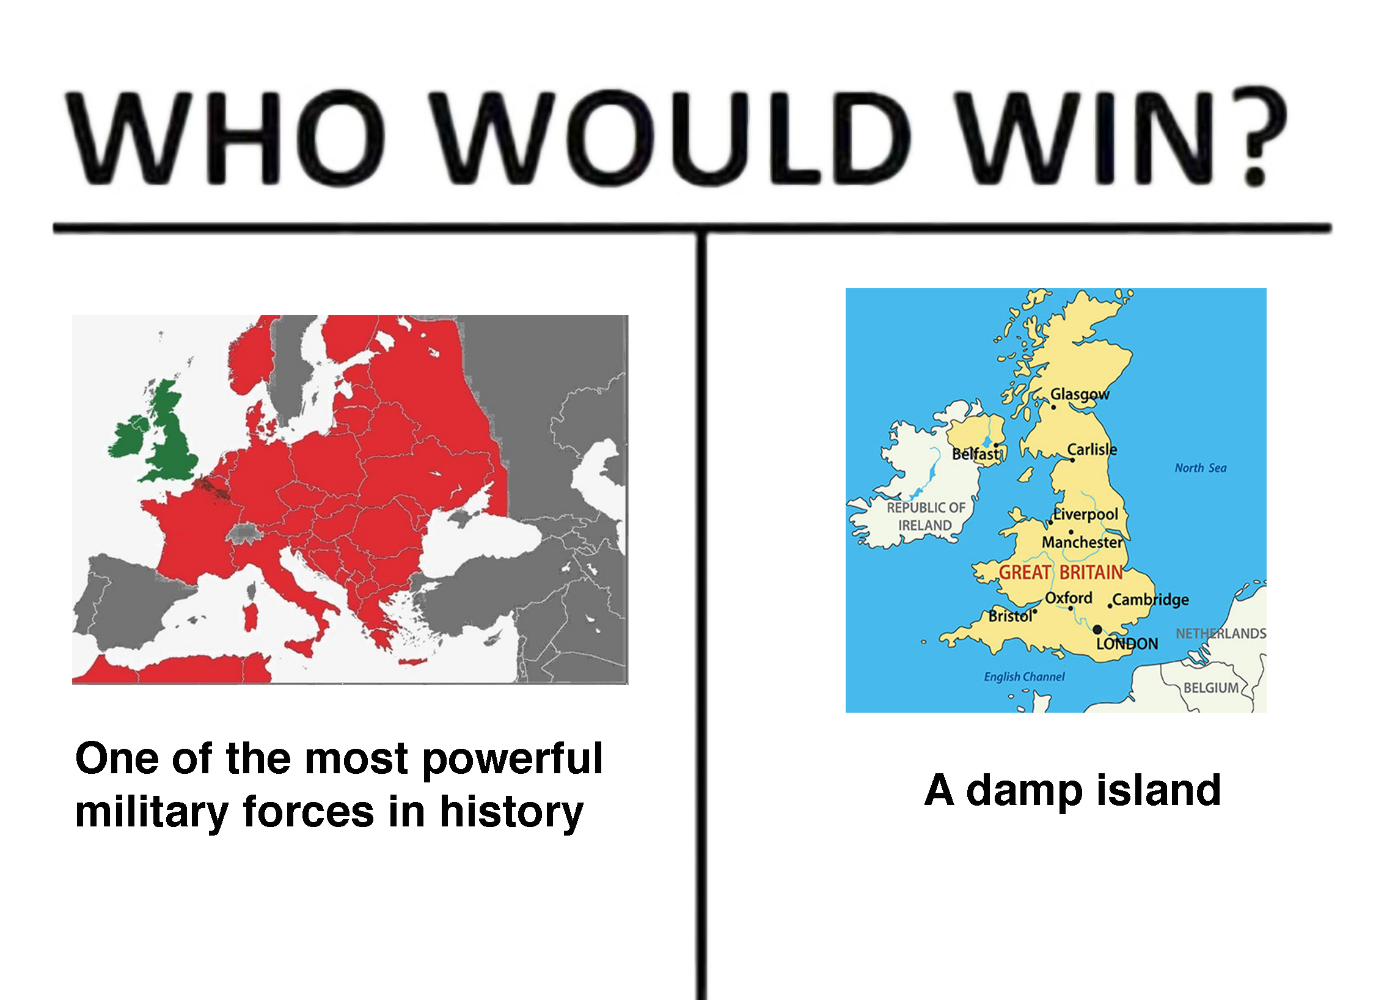 WHO WOULD WIN?
One of the most powerful
military forces in history
Glasgow
Belfast
Carlisle
North Sea
REPUBLIC OF
IRELAND
Liverpool
Manchester
GREAT BRITAIN
Oxford
Cambridge
Bristol
LONDON
NETHERLANDS
English Channel
BELGIUM
A damp island